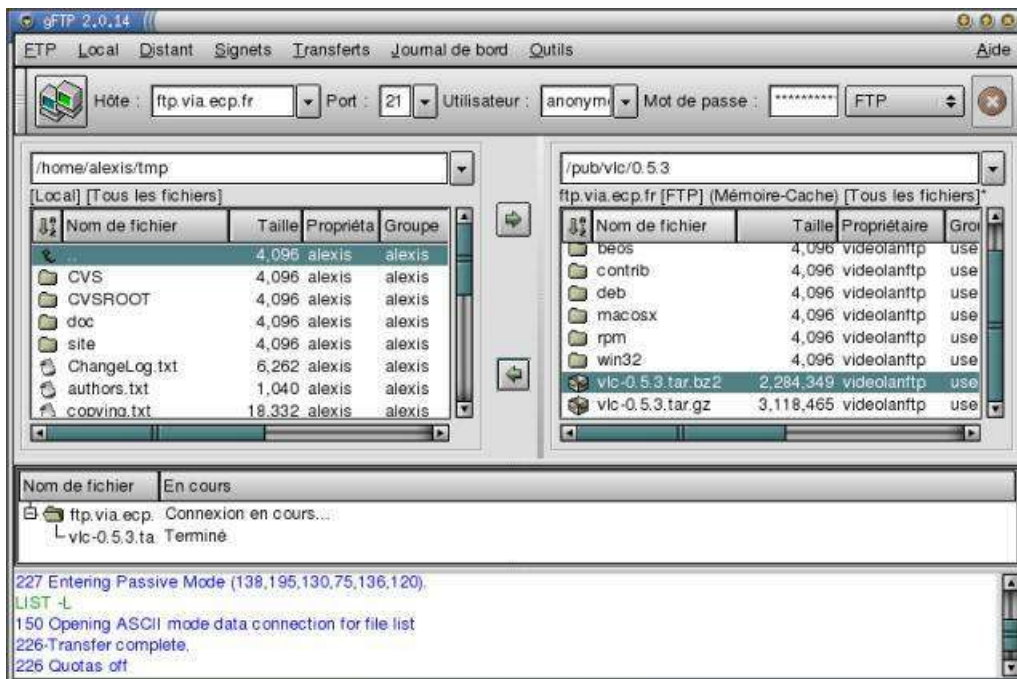 gFTP 2.0.14
FTP Local Distant Signets Transferts Journal de bord Outils Aide
Hôte : ftp.via.ecp.fr Port : 21 Utilisateur : anonym Mot de passe : ********* FTP
/home/alexis/tmp
[Local] [Tous les fichiers]
Nom de fichier Taille Propriéta Groupe
.. 4,096 alexis alexis
CVS 4,096 alexis alexis
CVSROOT 4,096 alexis alexis
doc 4,096 alexis alexis
site 4,096 alexis alexis
ChangeLog.txt 6,262 alexis alexis
authors.txt 1,040 alexis alexis
copying.txt 18,332 alexis alexis
/pub/vlc/0.5.3
ftp.via.ecp.fr [FTP] (Mémoire-Cache) [Tous les fichiers]*
Nom de fichier Taille Propriétaire Grou
beos 4,096 videolanftp use
contrib 4,096 videolanftp use
deb 4,096 videolanftp use
macosx 4,096 videolanftp use
rpm 4,096 videolanftp use
win32 4,096 videolanftp use
vlc-0.5.3.tar.bz2 2,284,349 videolanftp use
vlc-0.5.3.tar.gz 3,118,465 videolanftp use
Nom de fichier En cours
ftp.via.ecp. Connexion en cours...
vlc-0.5.3.ta Terminé
227 Entering Passive Mode (138,195,130,75,136,120).
LIST -L
150 Opening ASCII mode data connection for file list
226-Transfer complete.
226 Quotas off